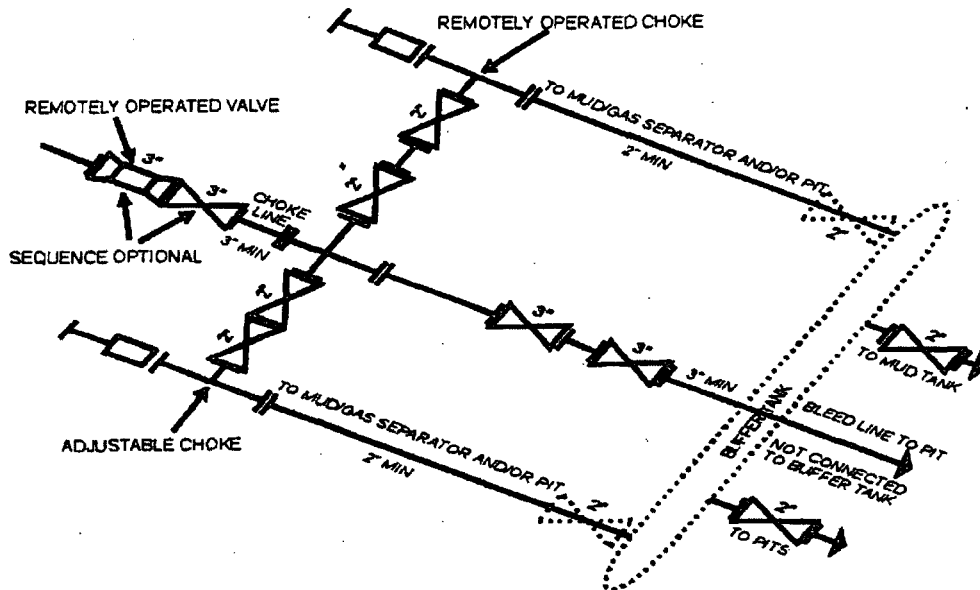 REMOTELY OPERATED CHOKE
REMOTELY OPERATED VALVE
3"
3"
SEQUENCE OPTIONAL
CHOKE
LINE
3" MIN
2"
2"
2"
2"
TO MUD/GAS SEPARATOR AND/OR PIT
2" MIN
2"
3"
3"
3" MIN
ADJUSTABLE CHOKE
TO MUD/GAS SEPARATOR AND/OR PIT
2" MIN
2"
BUFFER TANK
2"
TO MUD TANK
BLEED LINE TO PIT
NOT CONNECTED
TO BUFFER TANK
2"
TO PITS